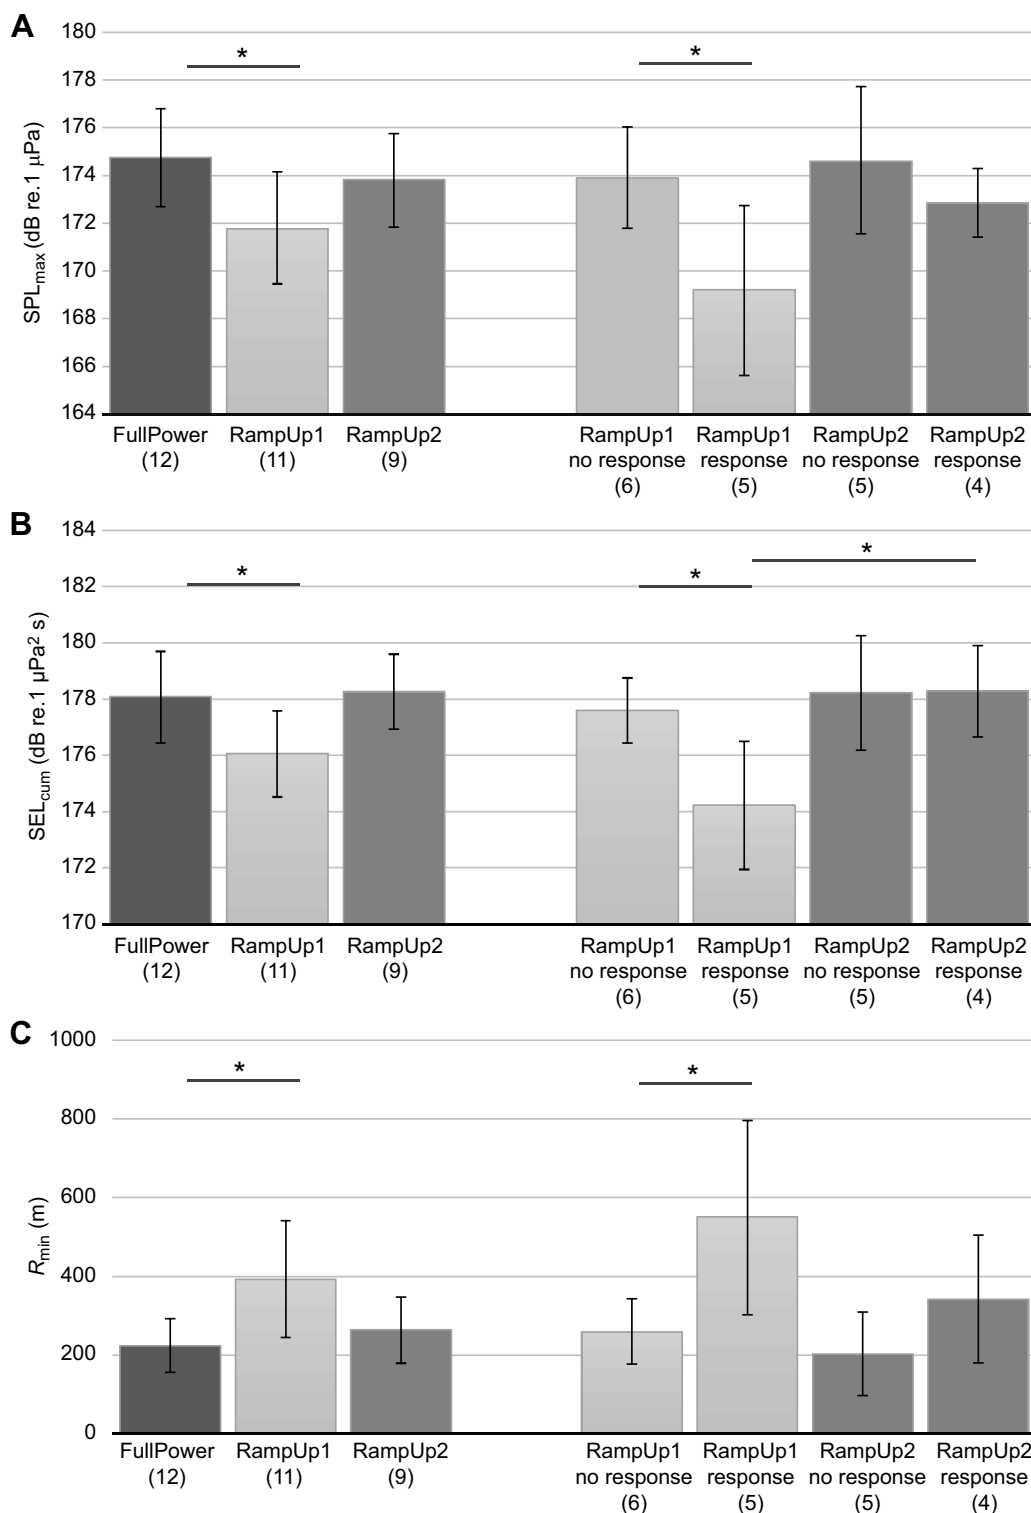 A
180
178
176
174
172
170
168
166
164
SPLmax (dB re.1 μPa)
*
*
FullPower
(12)
RampUp1
(11)
RampUp2
(9)
RampUp1
no response
(6)
RampUp1
response
(5)
RampUp2
no response
(5)
RampUp2
response
(4)
B
184
182
180
178
176
174
172
170
SELcum (dB re.1 μPa² s)
*
*
*
FullPower
(12)
RampUp1
(11)
RampUp2
(9)
RampUp1
no response
(6)
RampUp1
response
(5)
RampUp2
no response
(5)
RampUp2
response
(4)
C
1000
800
600
400
200
0
Rmin (m)
*
*
FullPower
(12)
RampUp1
(11)
RampUp2
(9)
RampUp1
no response
(6)
RampUp1
response
(5)
RampUp2
no response
(5)
RampUp2
response
(4)